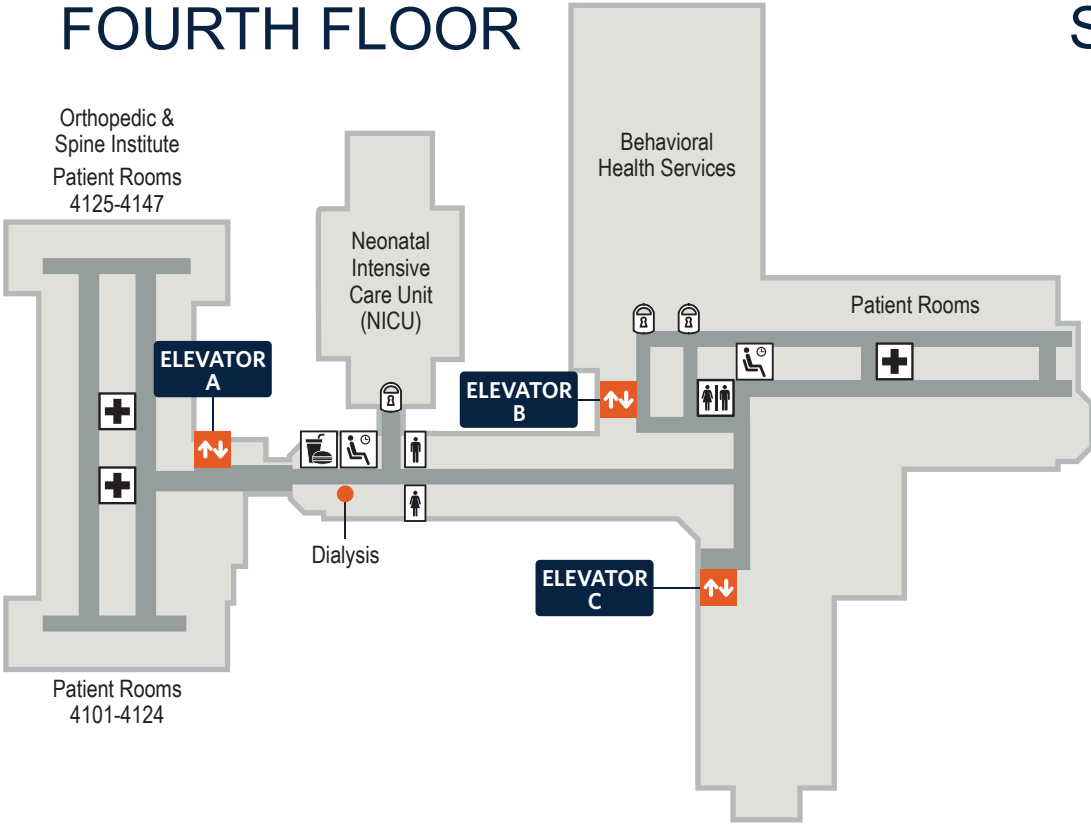 FOURTH FLOOR
S
Orthopedic &
Spine Institute
Patient Rooms
4125-4147
Behavioral
Health Services
Neonatal
Intensive
Care Unit
(NICU)
Patient Rooms
ELEVATOR
A
ELEVATOR
B
Dialysis
ELEVATOR
C
Patient Rooms
4101-4124